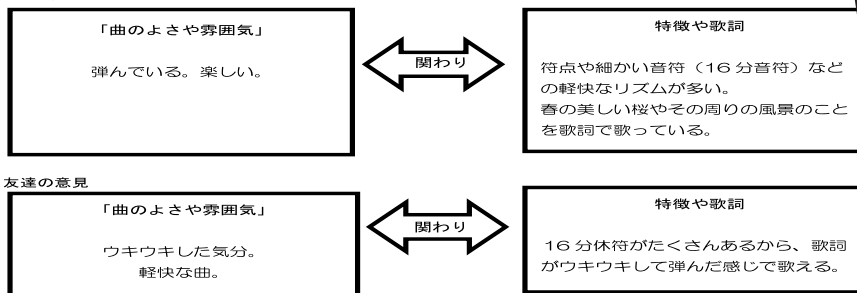 「曲のよさや雰囲気」
弾んでいる。楽しい。
関わり
特徴や歌詞
符点や細かい音符（16分音符）など
の軽快なリズムが多い。
春の美しい桜やその周りの風景のこと
を歌詞で歌っている。
友達の意見
「曲のよさや雰囲気」
ウキウキした気分。
軽快な曲。
関わり
特徴や歌詞
16分休符がたくさんあるから、歌詞
がウキウキして弾んだ感じで歌える。